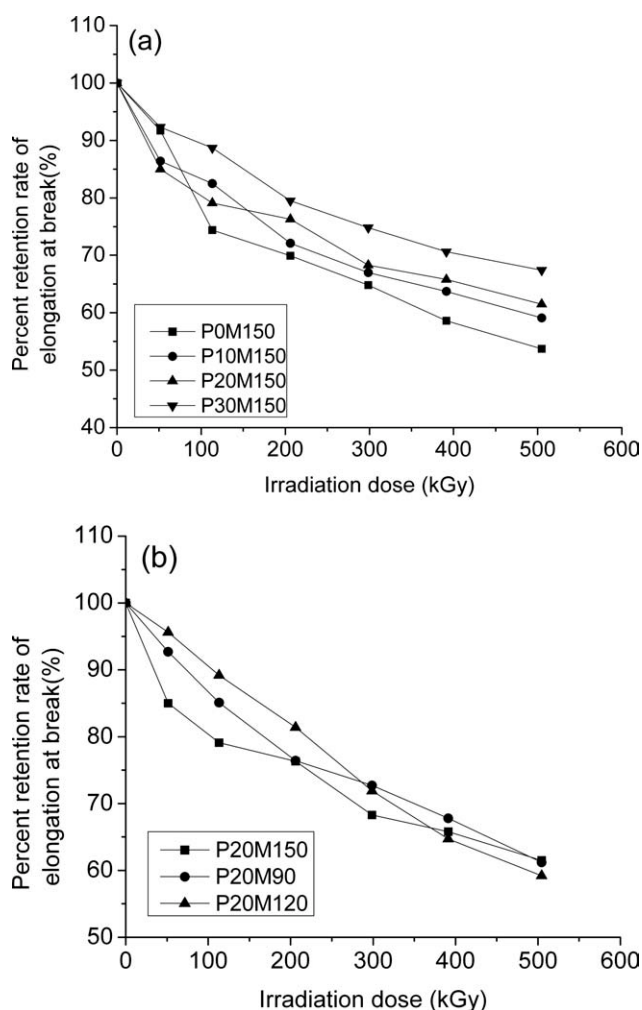 110
(a)
100
90
80
70
60
50
40
Percent retention rate of
elongation at break(%)
P0M150
P10M150
P20M150
P30M150
0
100
200
300
400
500
600
Irradiation dose (kGy)
110
(b)
100
90
80
70
60
50
Percent retention rate of
elongation at break(%)
P20M150
P20M90
P20M120
0
100
200
300
400
500
600
Irradiation dose (kGy)